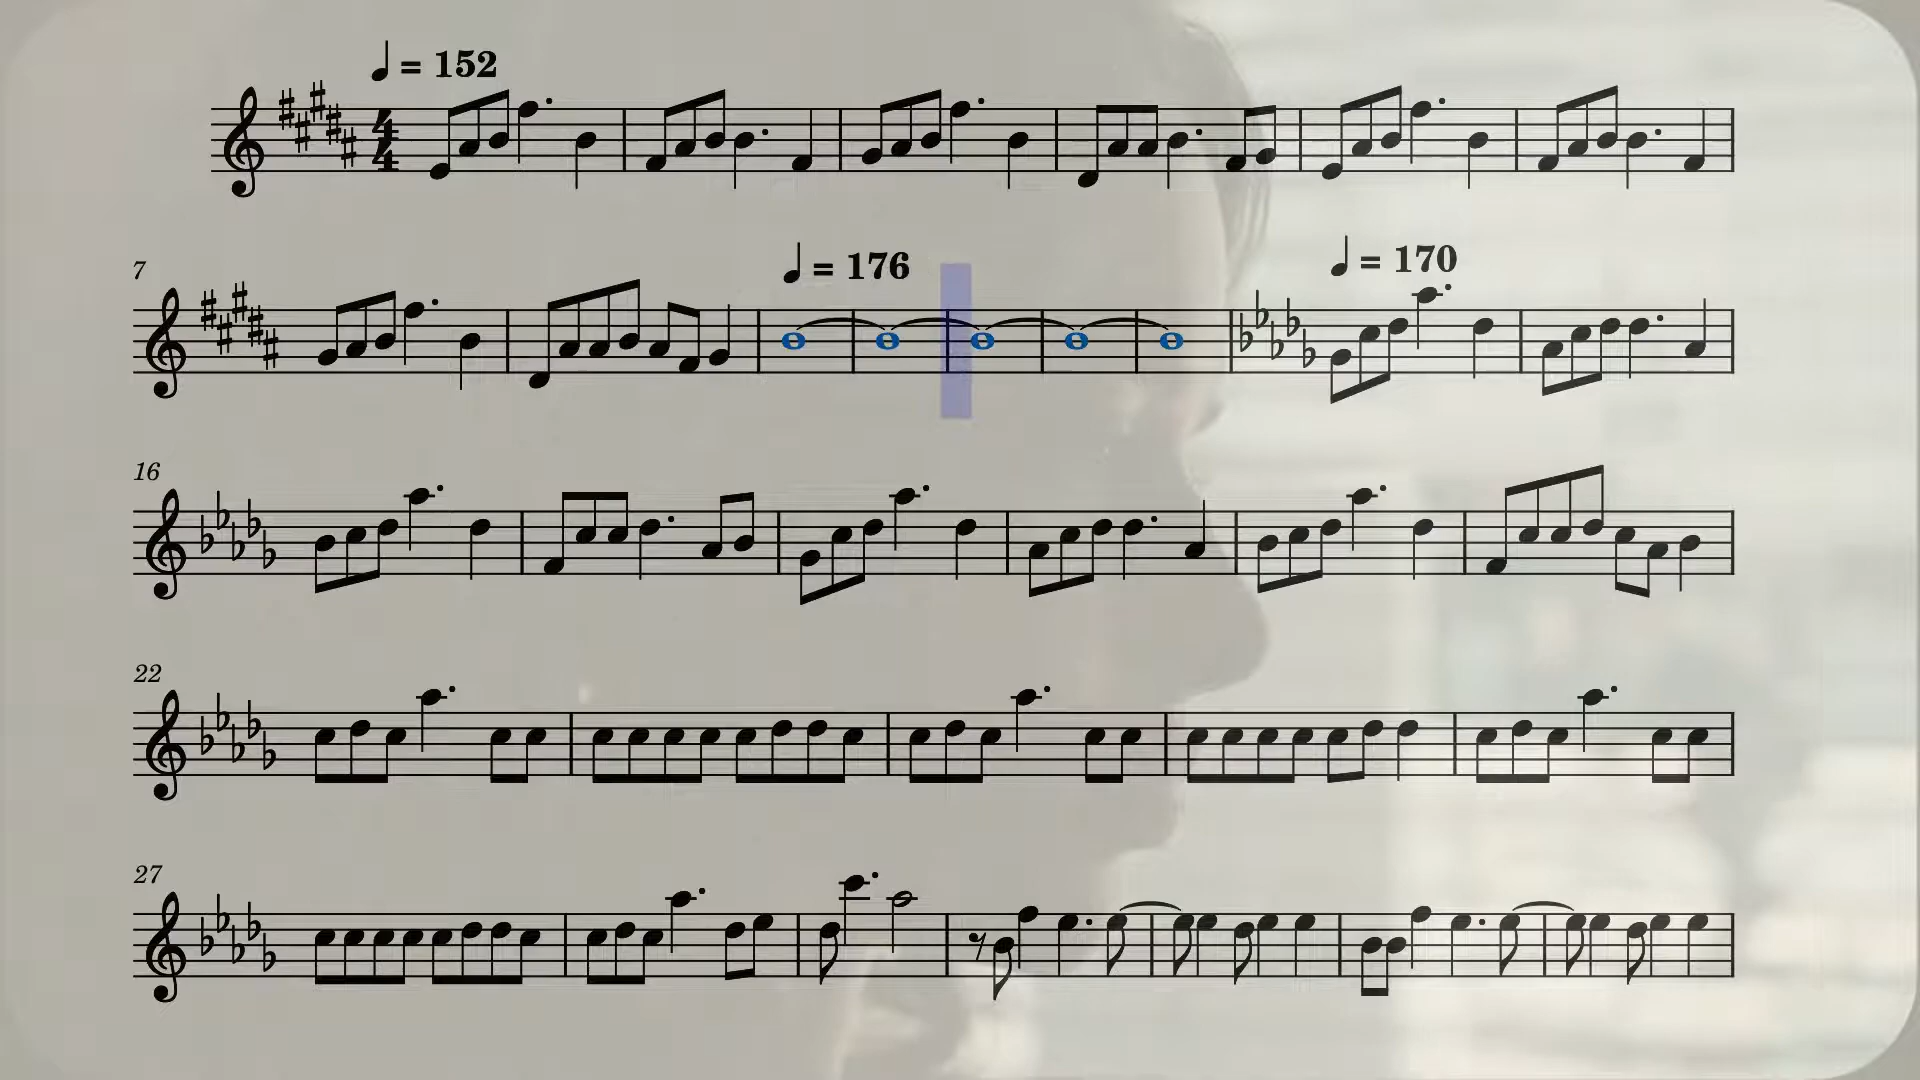 ♩ = 152
4
4
7
♩ = 176
♩ = 170
16
22
27